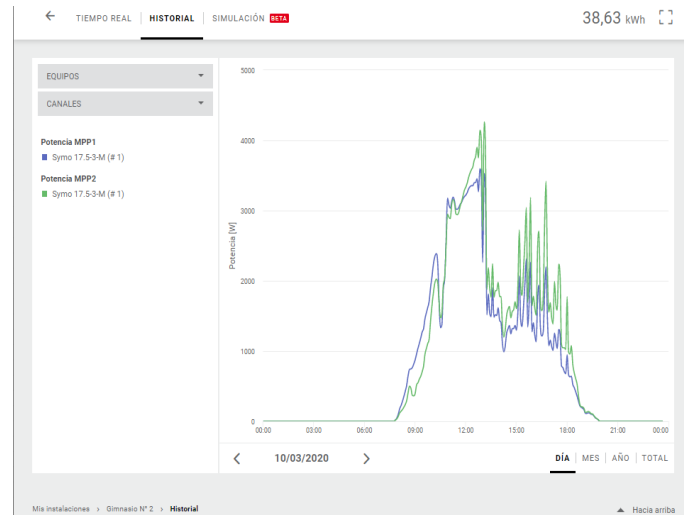 TIEMPO REAL HISTORIAL SIMULACIÓN BETA 38,63 kWh
EQUIPOS
CANALES
Potencia MPP1
Symo 17.5-3-M (# 1)
Potencia MPP2
Symo 17.5-3-M (# 1)
Potencia [W]
5000
4000
3000
2000
1000
0
00:00 03:00 06:00 09:00 12:00 15:00 18:00 21:00 00:00
10/03/2020
DÍA MES AÑO TOTAL
Mis instalaciones > Gimnasio N° 2 > Historial
Hacia arriba